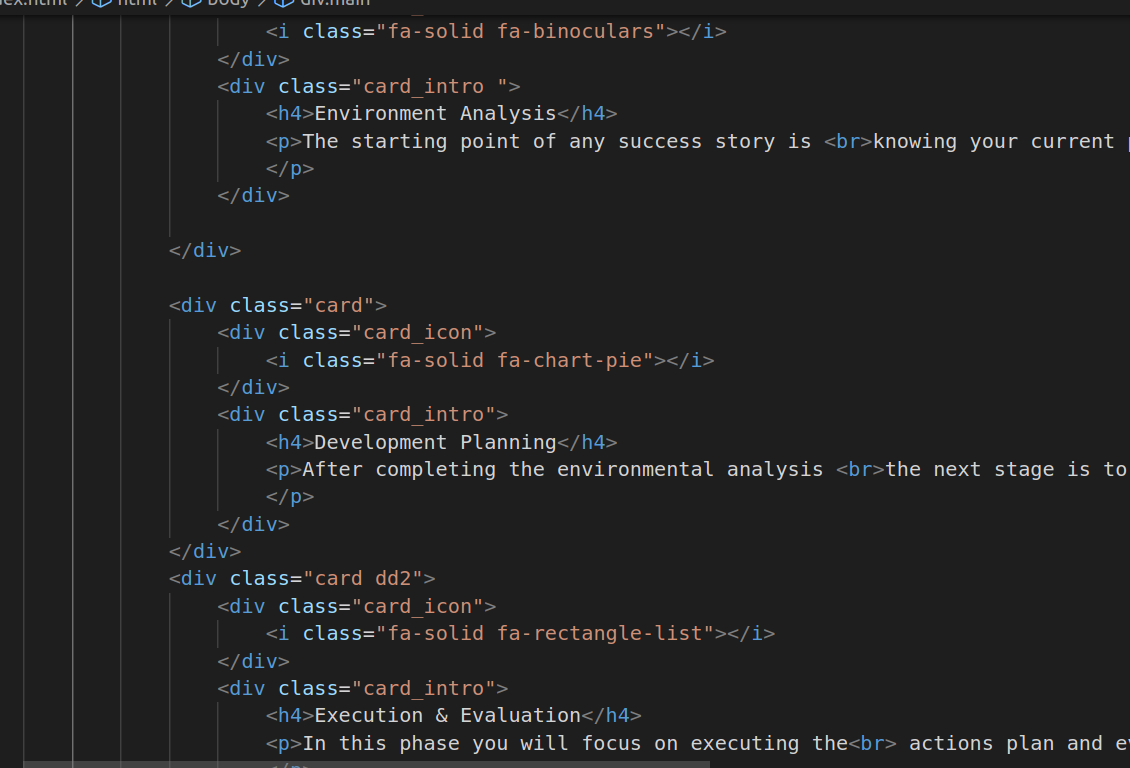 ex.html > html > body > div.main
<i class="fa-solid fa-binoculars"></i>
</div>
<div class="card_intro ">
<h4>Environment Analysis</h4>
<p>The starting point of any success story is <br>knowing your current
</p>
</div>
</div>
<div class="card">
<div class="card_icon">
<i class="fa-solid fa-chart-pie"></i>
</div>
<div class="card_intro">
<h4>Development Planning</h4>
<p>After completing the environmental analysis <br>the next stage is to
</p>
</div>
</div>
<div class="card dd2">
<div class="card_icon">
<i class="fa-solid fa-rectangle-list"></i>
</div>
<div class="card_intro">
<h4>Execution & Evaluation</h4>
<p>In this phase you will focus on executing the<br> actions plan and